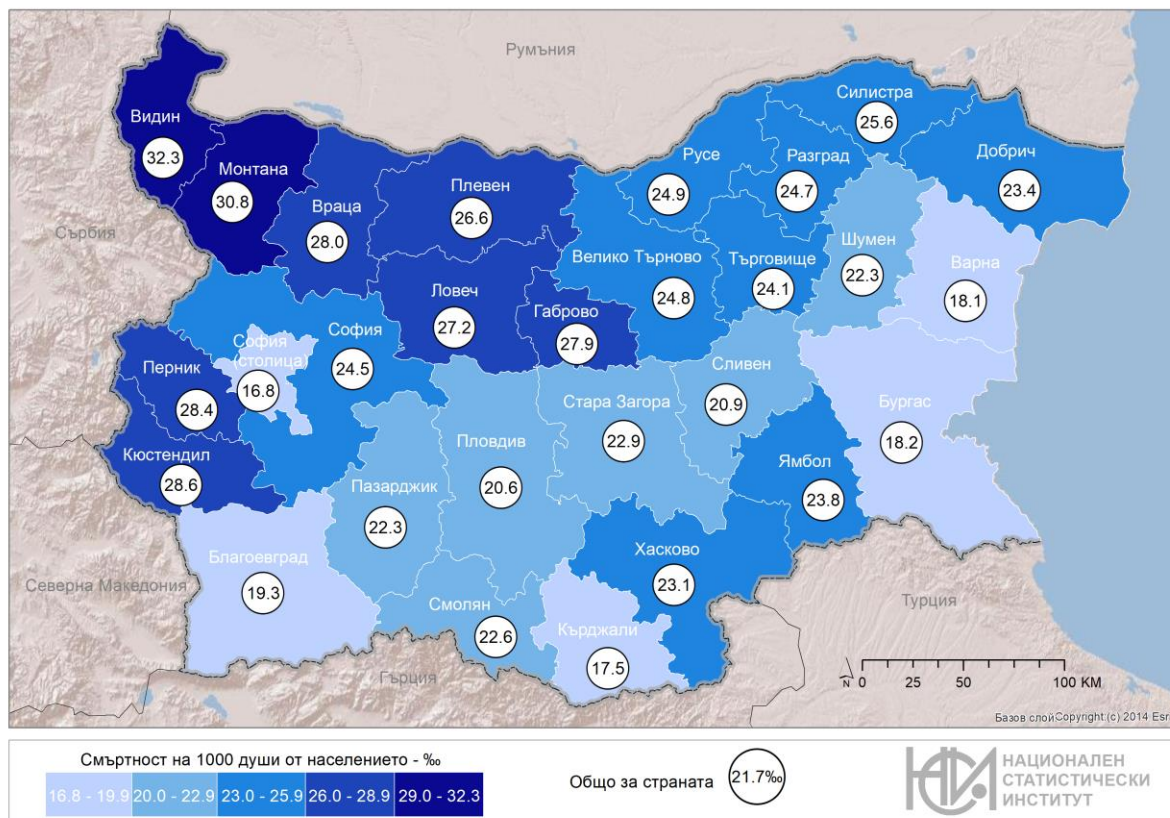 Румъния
Силистра
25.6
Видин
32.3
Монтана
30.8
Русе
24.9
Разград
24.7
Добрич
23.4
Плевен
26.6
Враца
28.0
Сърбия
Шумен
22.3
Велико Търново
24.8
Търговище
24.1
Варна
18.1
Ловеч
27.2
Габрово
27.9
София
24.5
София
(столица)
16.8
Перник
28.4
Сливен
20.9
Стара Загора
22.9
Бургас
18.2
Пловдив
20.6
Кюстендил
28.6
Ямбол
23.8
Пазарджик
22.3
Хасково
23.1
Благоевград
19.3
Северна Македония
Турция
Смолян
22.6
Кърджали
17.5
Гърция
N
0 25 50 100 КМ
Базов слойCopyright (c) 2014 Esri
Смъртност на 1000 души от населението - ‰
16.8 - 19.9 20.0 - 22.9 23.0 - 25.9 26.0 - 28.9 29.0 - 32.3
Общо за страната 21.7‰
НСИ
НАЦИОНАЛЕН
СТАТИСТИЧЕСКИ
ИНСТИТУТ